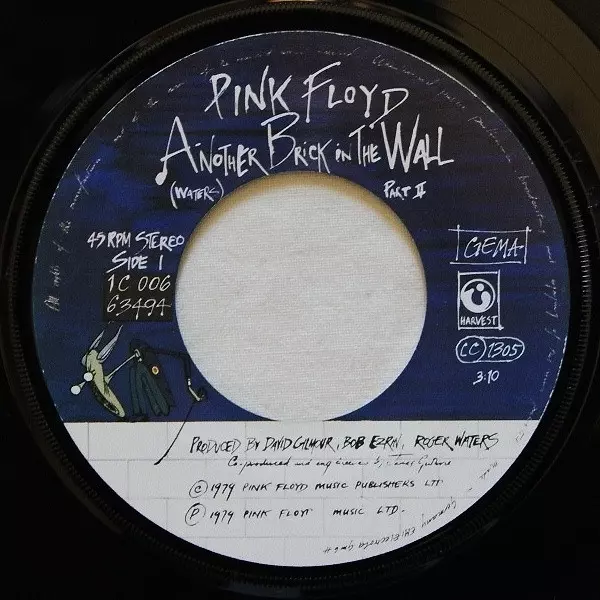 PINK FLOYD
ANOTHER BRICK IN THE WALL
(WATERS)
PART II
45 RPM STEREO
SIDE 1
1C 006
63494
GEMA
HARVEST
CC 1305
3:10
PRODUCED BY DAVID GILMOUR, BOB EZRIN, ROGER WATERS
Co-produced and engineered by James Guthrie
© 1979 PINK FLOYD MUSIC PUBLISHERS LTD
℗ 1979 PINK FLOYD MUSIC LTD.